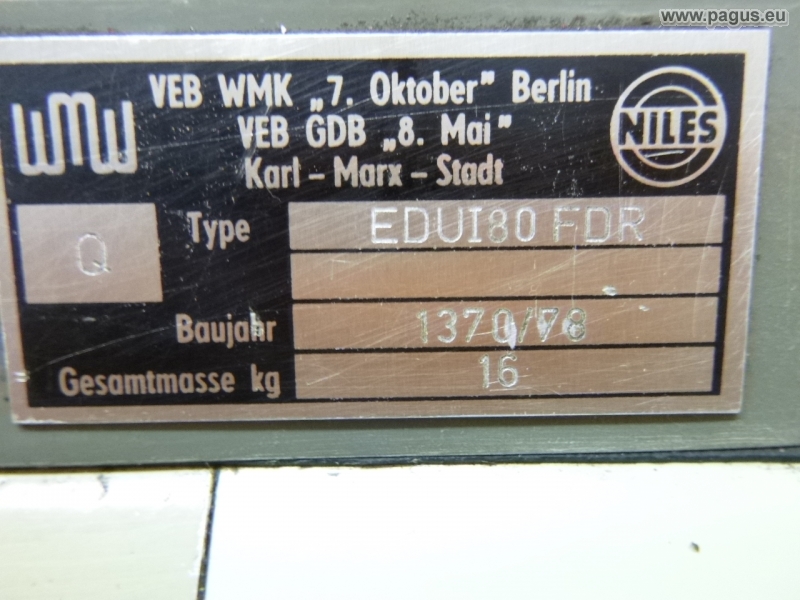 www.pagus.eu
WMW
VEB WMK „7. Oktober" Berlin
VEB GDB „8. Mai"
Karl – Marx – Stadt
NILES
Q
Type EDUI80 FDR
Baujahr 1370/78
Gesamtmasse kg 16